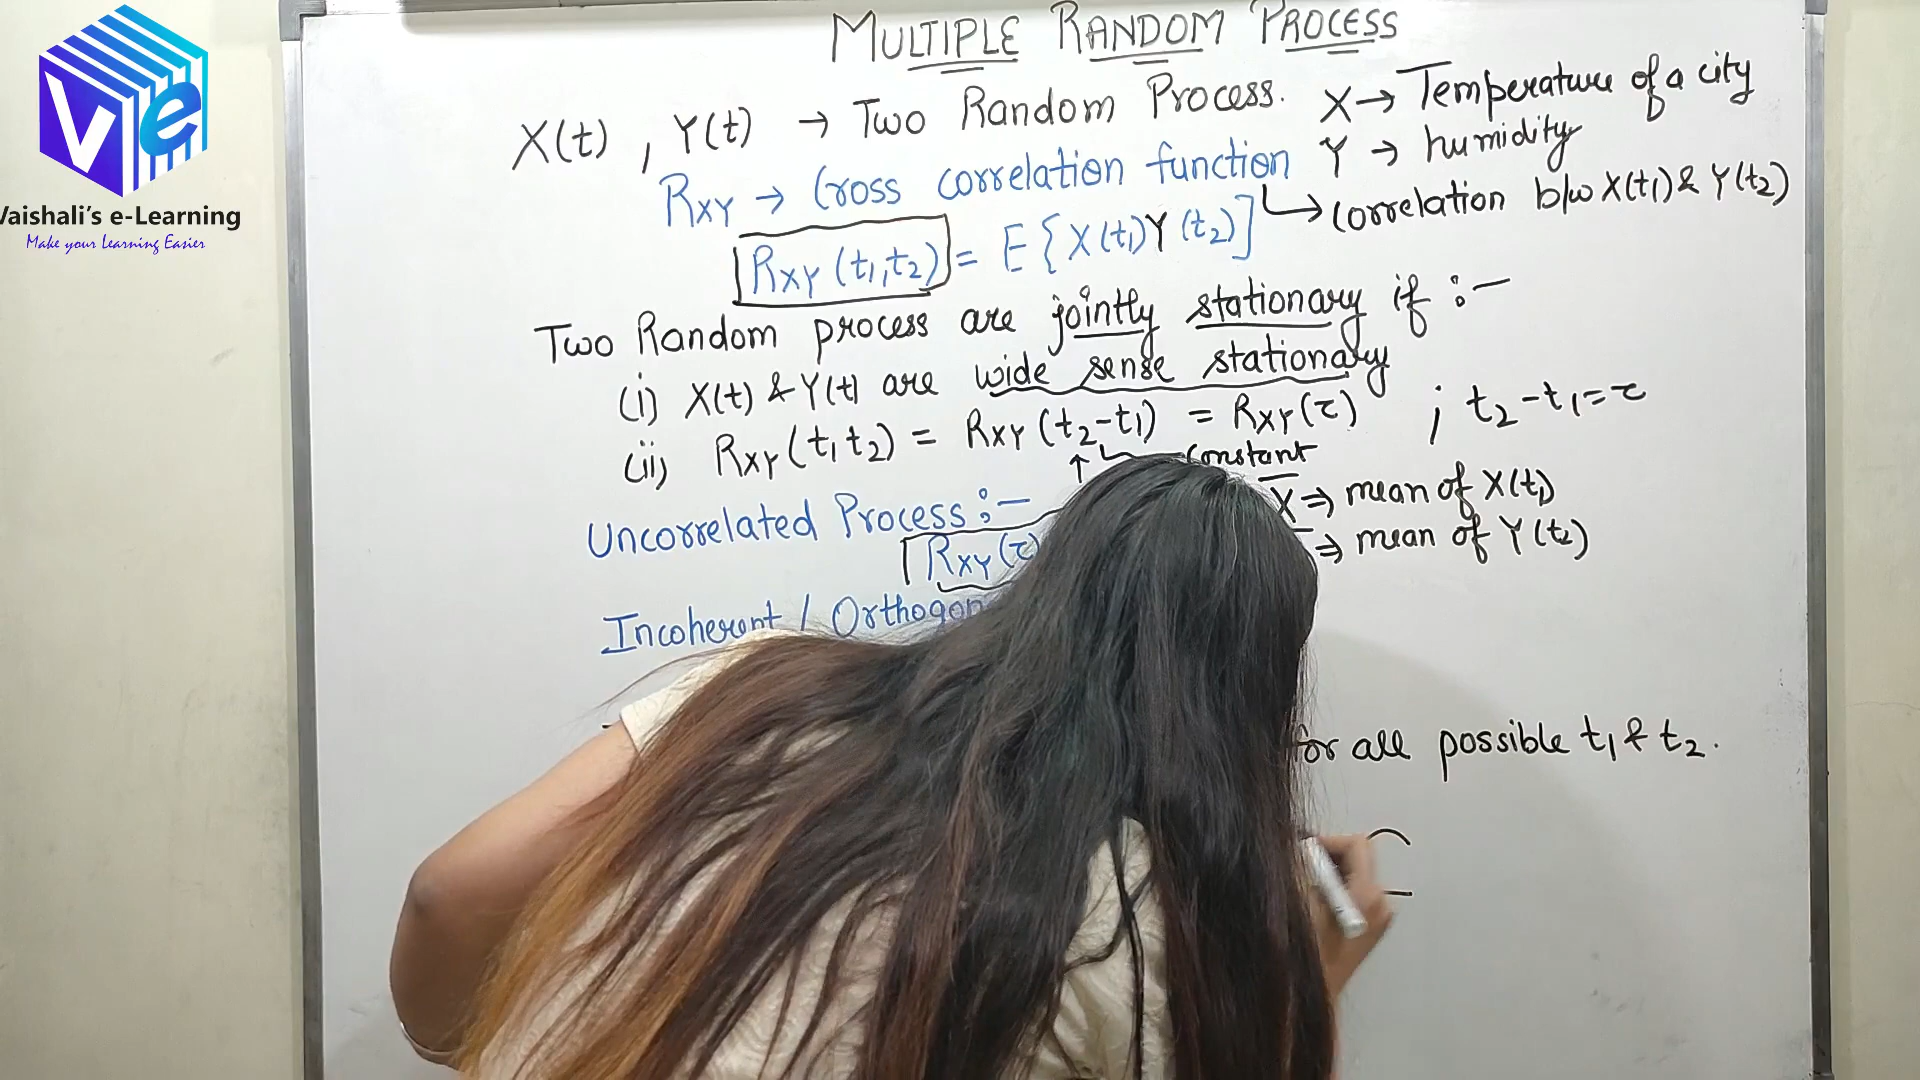 Ve
Vaishali's e-Learning
Make your Learning Easier
MULTIPLE RANDOM PROCESS
X(t), Y(t) → Two Random Process.
X → Temperature of a city
Y → humidity
RXY → Cross correlation function
↳ correlation b/w X(t1) & Y(t2)
RXY (t1,t2) = E{X(t1)Y(t2)]
Two Random process are jointly stationary if :-
(i) X(t) & Y(t) are wide sense stationary
(ii) RXY (t1 t2) = RXY (t2-t1) = RXY (τ) ; t2-t1=τ
constant
Uncorrelated Process :-
X̄ ⇒ mean of X(t1)
RXY (τ)
⇒ mean of Y(t2)
Incoherent /
for all possible t1 & t2.